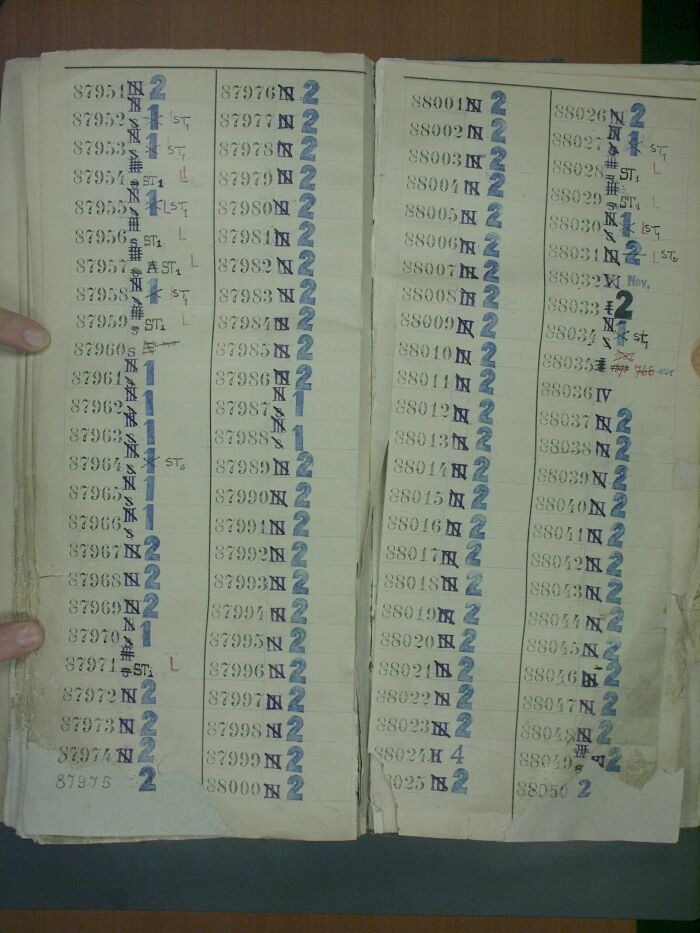 87951 N 2
87952 1 ST1
87953 1 ST1
87954 ST1 L
87955 1 L ST1
87956 ST1 L
87957 A ST1 L
87958 1 ST1
87959 ST1 L
87960 S
87961 1
87962 1
87963 1
87964 1 ST
87965 1
87966 1
87967 N 2
87968 N 2
87969 N 2
87970 1
87971 ST1 L
87972 N 2
87973 N 2
87974 N 2
87975 2
87976 N 2
87977 N 2
87978 N 2
87979 N 2
87980 N 2
87981 N 2
87982 N 2
87983 N 2
87984 N 2
87985 N 2
87986 N 2
87987 1
87988 1
87989 N 2
87990 N 2
87991 N 2
87992 N 2
87993 N 2
87994 N 2
87995 N 2
87996 N 2
87997 N 2
87998 N 2
87999 N 2
88000 N 2
88001 N 2
88002 N 2
88003 N 2
88004 N 2
88005 N 2
88006 N 2
88007 N 2
88008 N 2
88009 N 2
88010 N 2
88011 N 2
88012 N 2
88013 N 2
88014 N 2
88015 N 2
88016 N 2
88017 N 2
88018 N 2
88019 N 2
88020 N 2
88021 N 2
88022 N 2
88023 N 2
88024 H 4
8025 N 2
88026 N 2
88027 1 ST1
88028 ST1 L
88029 ST1 L
88030 1 L ST1
88031 N 2 L ST
88032 Nov.
88033 2
88034 1 ST1
88035 766
88036 IV
88037 N 2
88038 N 2
88039 N 2
88040 N 2
88041 N 2
88042 N 2
88043 N 2
88044 N 2
88045 N 2
88046 N 2
88047 N 2
88048 N 2
88049 2
88050 2